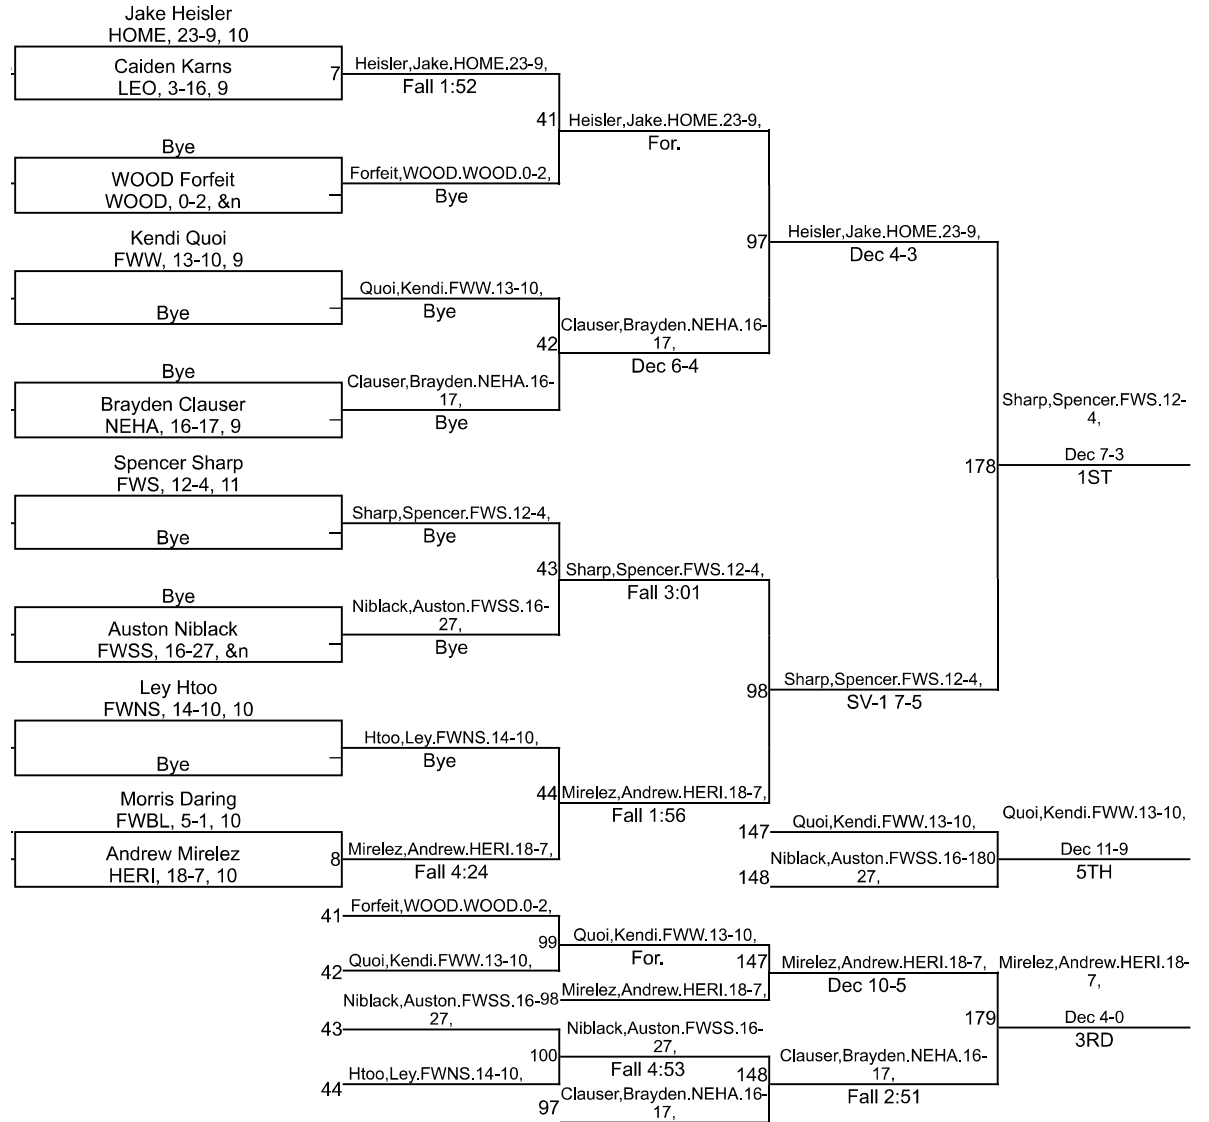 Jake Heisler
HOME, 23-9, 10
Caiden Karns
LEO, 3-16, 9
7
Heisler,Jake.HOME.23-9,
Fall 1:52
41
Heisler,Jake.HOME.23-9,
For.
Bye
WOOD Forfeit
WOOD, 0-2, &n
Forfeit,WOOD.WOOD.0-2,
Bye
Kendi Quoi
FWW, 13-10, 9
Bye
Quoi,Kendi.FWW.13-10,
Bye
97
Heisler,Jake.HOME.23-9,
Dec 4-3
42
Clauser,Brayden.NEHA.16-
17,
Dec 6-4
Bye
Brayden Clauser
NEHA, 16-17, 9
Clauser,Brayden.NEHA.16-
17,
Bye
Sharp,Spencer.FWS.12-
4,
178
Dec 7-3
1ST
Spencer Sharp
FWS, 12-4, 11
Bye
Sharp,Spencer.FWS.12-4,
Bye
43
Sharp,Spencer.FWS.12-4,
Fall 3:01
Bye
Auston Niblack
FWSS, 16-27, &n
Niblack,Auston.FWSS.16-
27,
Bye
98
Sharp,Spencer.FWS.12-4,
SV-1 7-5
Ley Htoo
FWNS, 14-10, 10
Bye
Htoo,Ley.FWNS.14-10,
Bye
44
Mirelez,Andrew.HERI.18-7,
Fall 1:56
Morris Daring
FWBL, 5-1, 10
Andrew Mirelez
HERI, 18-7, 10
8
Mirelez,Andrew.HERI.18-7,
Fall 4:24
147
Quoi,Kendi.FWW.13-10,
Quoi,Kendi.FWW.13-10,
148
Niblack,Auston.FWSS.16-
27,
180
Dec 11-9
5TH
41
Forfeit,WOOD.WOOD.0-2,
99
Quoi,Kendi.FWW.13-10,
For.
42
Quoi,Kendi.FWW.13-10,
147
Mirelez,Andrew.HERI.18-7,
Dec 10-5
98
Mirelez,Andrew.HERI.18-7,
Mirelez,Andrew.HERI.18-
7,
43
Niblack,Auston.FWSS.16-
27,
179
Dec 4-0
3RD
100
Niblack,Auston.FWSS.16-
27,
Fall 4:53
44
Htoo,Ley.FWNS.14-10,
148
Clauser,Brayden.NEHA.16-
17,
Fall 2:51
97
Clauser,Brayden.NEHA.16-
17,